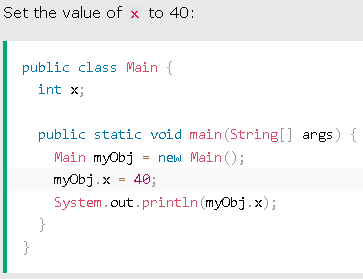 Set the value of x to 40:
public class Main {
  int x;
  public static void main(String[] args) {
    Main myObj = new Main();
    myObj.x = 40;
    System.out.println(myObj.x);
  }
}